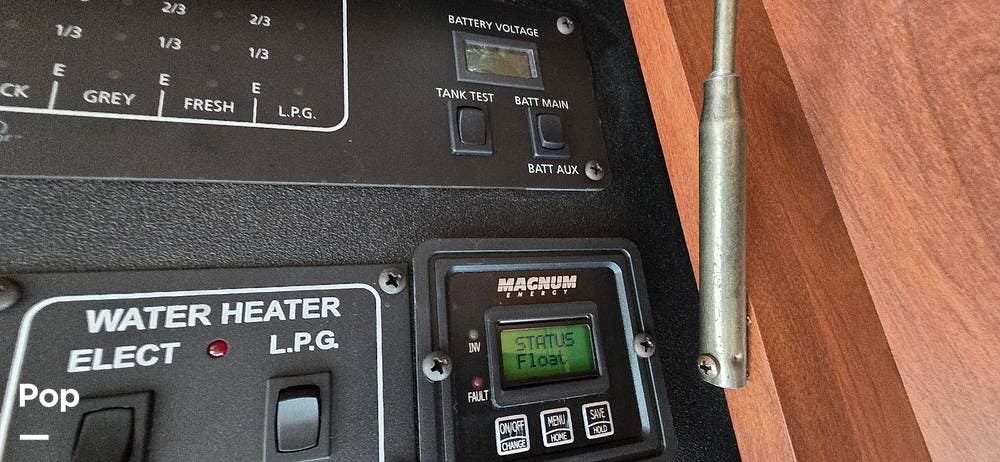 2/3 2/3
1/3 1/3 1/3
E E E
CK GREY FRESH L.P.G.
BATTERY VOLTAGE
TANK TEST BATT MAIN
BATT AUX
WATER HEATER
ELECT L.P.G.
MAGNUM
ENERGY
STATUS
Float
INV
FAULT
ON/OFF MENU SAVE
CHANGE HOME HOLD
Pop